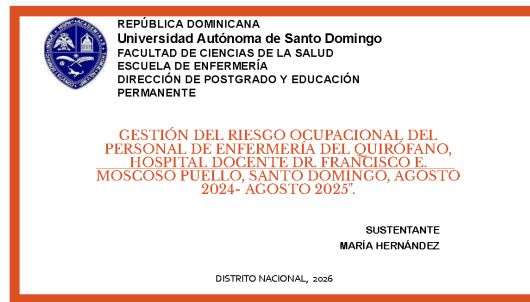 REPÚBLICA DOMINICANA
Universidad Autónoma de Santo Domingo
FACULTAD DE CIENCIAS DE LA SALUD
ESCUELA DE ENFERMERÍA
DIRECCIÓN DE POSTGRADO Y EDUCACIÓN
PERMANENTE
GESTIÓN DEL RIESGO OCUPACIONAL DEL
PERSONAL DE ENFERMERÍA DEL QUIRÓFANO,
HOSPITAL DOCENTE DR. FRANCISCO E.
MOSCOSO PUELLO, SANTO DOMINGO, AGOSTO
2024- AGOSTO 2025".
SUSTENTANTE
MARÍA HERNÁNDEZ
DISTRITO NACIONAL, 2026